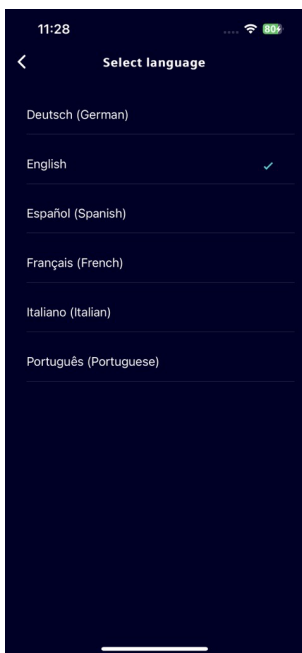 11:28
80
Select language
Deutsch (German)
English
Español (Spanish)
Français (French)
Italiano (Italian)
Português (Portuguese)